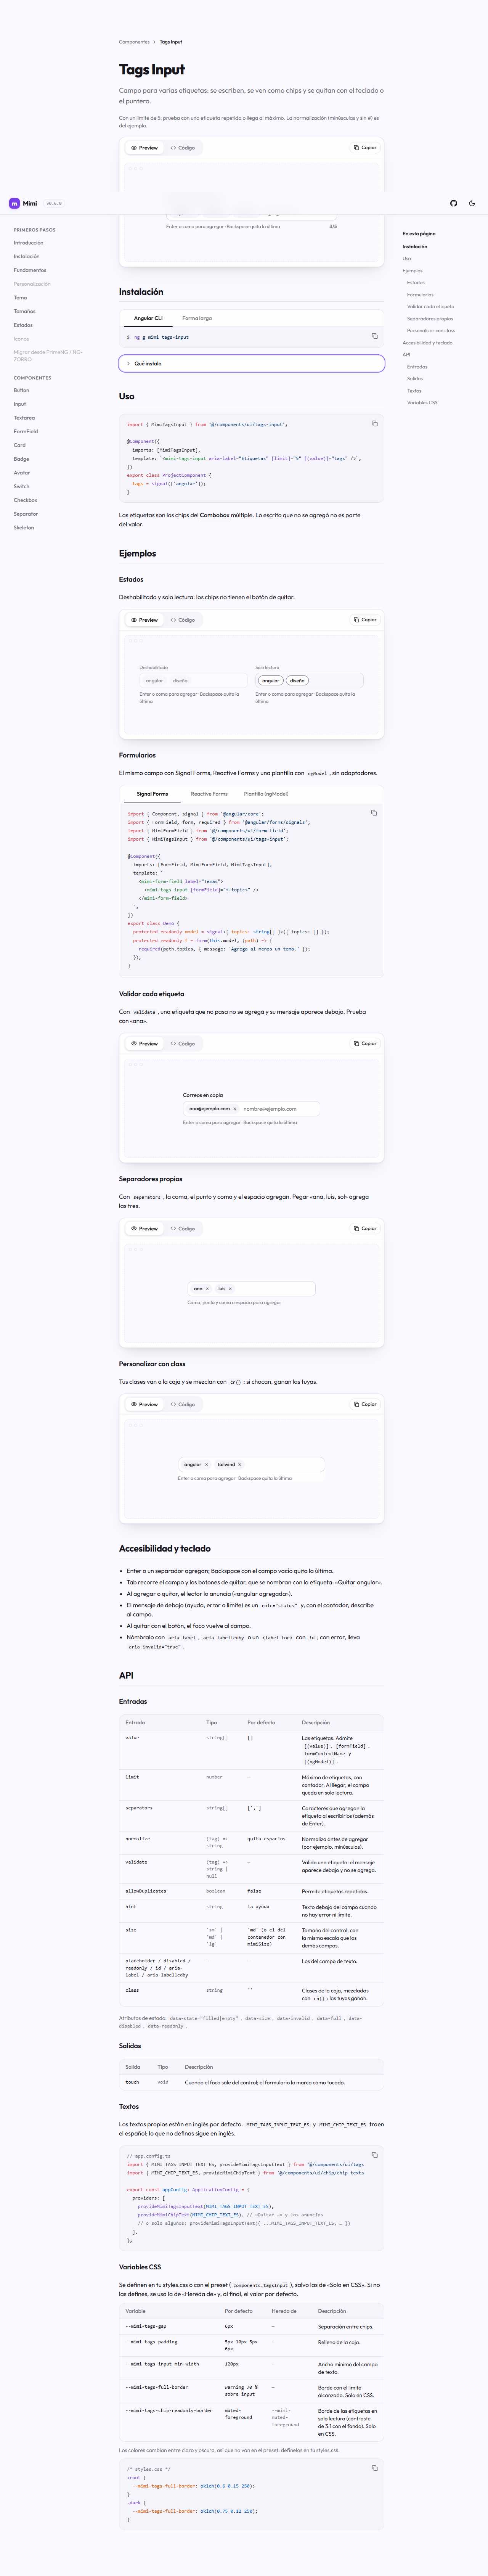 Componentes > Tags Input
Tags Input
Campo para varias etiquetas: se escriben, se ven como chips y se quitan con el teclado o
el puntero.
Con un límite de 5: prueba con una etiqueta repetida o llega al máximo. La normalización (minúsculas y sin #) es
del ejemplo.
Preview
Código
Copiar
m Mimi v0.6.0
Enter o coma para agregar · Backspace quita la última 3/5
PRIMEROS PASOS
Introducción
Instalación
Fundamentos
Personalización
Tema
Tamaños
Estados
Iconos
Migrar desde PrimeNG / NG-
ZORRO
COMPONENTES
Button
Input
Textarea
FormField
Card
Badge
Avatar
Switch
Checkbox
Separator
Skeleton
En esta página
Instalación
Uso
Ejemplos
Estados
Formularios
Validar cada etiqueta
Separadores propios
Personalizar con class
Accesibilidad y teclado
API
Entradas
Salidas
Textos
Variables CSS
Instalación
Angular CLI
Forma larga
$ ng g mimi tags-input
> Qué instala
Uso
import { MimiTagsInput } from '@/components/ui/tags-input';
@Component({
imports: [MimiTagsInput],
template: `<mimi-tags-input aria-label="Etiquetas" [limit]="5" [(value)]="tags" />`,
})
export class ProjectComponent {
tags = signal(['angular']);
}
Las etiquetas son los chips del Combobox múltiple. Lo escrito que no se agregó no es parte
del valor.
Ejemplos
Estados
Deshabilitado y solo lectura: los chips no tienen el botón de quitar.
Preview
Código
Copiar
Deshabilitado
angular diseño
Enter o coma para agregar · Backspace quita la
última
Solo lectura
angular diseño
Enter o coma para agregar · Backspace quita la
última
Formularios
El mismo campo con Signal Forms, Reactive Forms y una plantilla con ngModel, sin adaptadores.
Signal Forms
Reactive Forms
Plantilla (ngModel)
import { Component, signal } from '@angular/core';
import { FormField, form, required } from '@angular/forms/signals';
import { MimiFormField } from '@/components/ui/form-field';
import { MimiTagsInput } from '@/components/ui/tags-input';
@Component({
imports: [FormField, MimiFormField, MimiTagsInput],
template: `
<mimi-form-field label="Temas">
<mimi-tags-input [formField]="f.topics" />
</mimi-form-field>
`,
})
export class Demo {
protected readonly model = signal<{ topics: string[] }>({ topics: [] });
protected readonly f = form(this.model, (path) => {
required(path.topics, { message: 'Agrega al menos un tema.' });
});
}
Validar cada etiqueta
Con validate, una etiqueta que no pasa no se agrega y su mensaje aparece debajo. Prueba
con «ana».
Preview
Código
Copiar
Correos en copia
ana@ejemplo.com × nombre@ejemplo.com
Enter o coma para agregar · Backspace quita la última
Separadores propios
Con separators, la coma, el punto y coma y el espacio agregan. Pegar «ana, luis, sol» agrega
las tres.
Preview
Código
Copiar
ana × luis ×
Coma, punto y coma o espacio para agregar
Personalizar con class
Tus clases van a la caja y se mezclan con cn(): si chocan, ganan las tuyas.
Preview
Código
Copiar
angular × tailwind ×
Enter o coma para agregar · Backspace quita la última
Accesibilidad y teclado
• Enter o un separador agregan; Backspace con el campo vacío quita la última.
• Tab recorre el campo y los botones de quitar, que se nombran con la etiqueta: «Quitar angular».
• Al agregar o quitar, el lector lo anuncia («angular agregada»).
• El mensaje de debajo (ayuda, error o límite) es un role="status" y, con el contador, describe
al campo.
• Al quitar con el botón, el foco vuelve al campo.
• Nómbralo con aria-label, aria-labelledby o un <label for> con id; con error, lleva
aria-invalid="true".
API
Entradas
Entrada Tipo Por defecto Descripción
value string[] [] Las etiquetas. Admite
[(value)], [formField],
formControlName y
[(ngModel)].
limit number — Máximo de etiquetas, con
contador. Al llegar, el campo
queda en solo lectura.
separators string[] [','] Caracteres que agregan la
etiqueta al escribirlos (además
de Enter).
normalize (tag) => string quita espacios Normaliza antes de agregar
(por ejemplo, minúsculas).
validate (tag) => string | null — Valida una etiqueta: el mensaje
aparece debajo y no se agrega.
allowDuplicates boolean false Permite etiquetas repetidas.
hint string la ayuda Texto debajo del campo cuando
no hay error ni límite.
size 'sm' | 'md' | 'lg' 'md' (o el del contenedor con mimiSize) Tamaño del control, con
la misma escala que los
demás campos.
placeholder / disabled / readonly / id / aria-label / aria-labelledby — — Los del campo de texto.
class string '' Clases de la caja, mezcladas
con cn(): las tuyas ganan.
Atributos de estado: data-state="filled|empty", data-size, data-invalid, data-full, data-
disabled, data-readonly.
Salidas
Salida Tipo Descripción
touch void Cuando el foco sale del control; el formulario lo marca como tocado.
Textos
Los textos propios están en inglés por defecto. MIMI_TAGS_INPUT_TEXT_ES y MIMI_CHIP_TEXT_ES traen
el español; lo que no definas sigue en inglés.
// app.config.ts
import { MIMI_TAGS_INPUT_TEXT_ES, provideMimiTagsInputText } from '@/components/ui/tags
import { MIMI_CHIP_TEXT_ES, provideMimiChipText } from '@/components/ui/chip/chip-texts
export const appConfig: ApplicationConfig = {
providers: [
provideMimiTagsInputText(MIMI_TAGS_INPUT_TEXT_ES),
provideMimiChipText(MIMI_CHIP_TEXT_ES), // «Quitar …» y los anuncios
// o solo algunos: provideMimiTagsInputText({ ...MIMI_TAGS_INPUT_TEXT_ES, … })
],
};
Variables CSS
Se definen en tu styles.css o con el preset (components.tagsInput), salvo las de «Solo en CSS». Si no
las defines, se usa la de «Hereda de» y, al final, el valor por defecto.
Variable Por defecto Hereda de Descripción
--mimi-tags-gap 6px — Separación entre chips.
--mimi-tags-padding 5px 10px 5px 6px — Relleno de la caja.
--mimi-tags-input-min-width 120px — Ancho mínimo del campo
de texto.
--mimi-tags-full-border warning 70 % sobre input — Borde con el límite
alcanzado. Solo en CSS.
--mimi-tags-chip-readonly-border muted-foreground --mimi-muted-foreground Borde de las etiquetas en
solo lectura (contraste
de 3:1 con el fondo). Solo
en CSS.
Los colores cambian entre claro y oscuro, así que no van en el preset: defínelos en tu styles.css.
/* styles.css */
:root {
--mimi-tags-full-border: oklch(0.6 0.15 250);
}
.dark {
--mimi-tags-full-border: oklch(0.75 0.12 250);
}